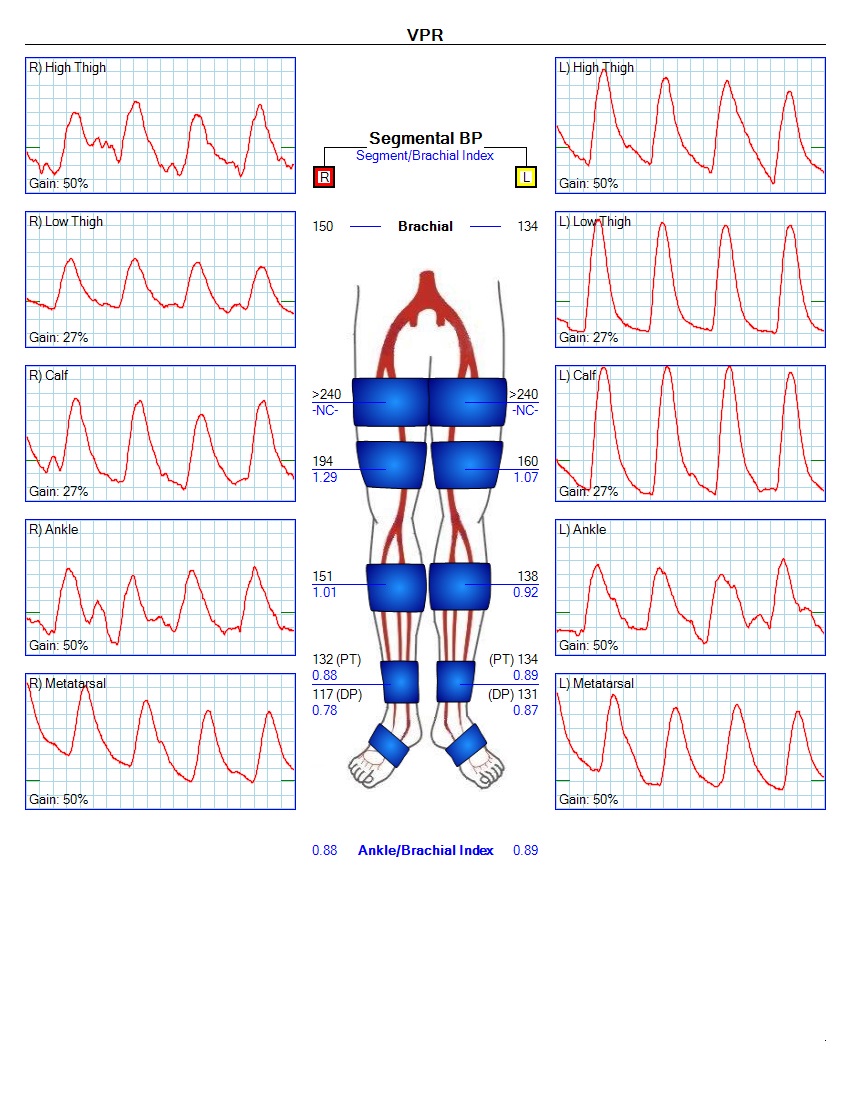 VPR
R) High Thigh
Gain: 50%
R) Low Thigh
Gain: 27%
R) Calf
Gain: 27%
R) Ankle
Gain: 50%
R) Metatarsal
Gain: 50%
Segmental BP
Segment/Brachial Index
R L
150 Brachial 134
>240 >240
-NC- -NC-
194 160
1.29 1.07
151 138
1.01 0.92
132 (PT) (PT) 134
0.88 0.89
117 (DP) (DP) 131
0.78 0.87
0.88 Ankle/Brachial Index 0.89
L) High Thigh
Gain: 50%
L) Low Thigh
Gain: 27%
L) Calf
Gain: 27%
L) Ankle
Gain: 50%
L) Metatarsal
Gain: 50%